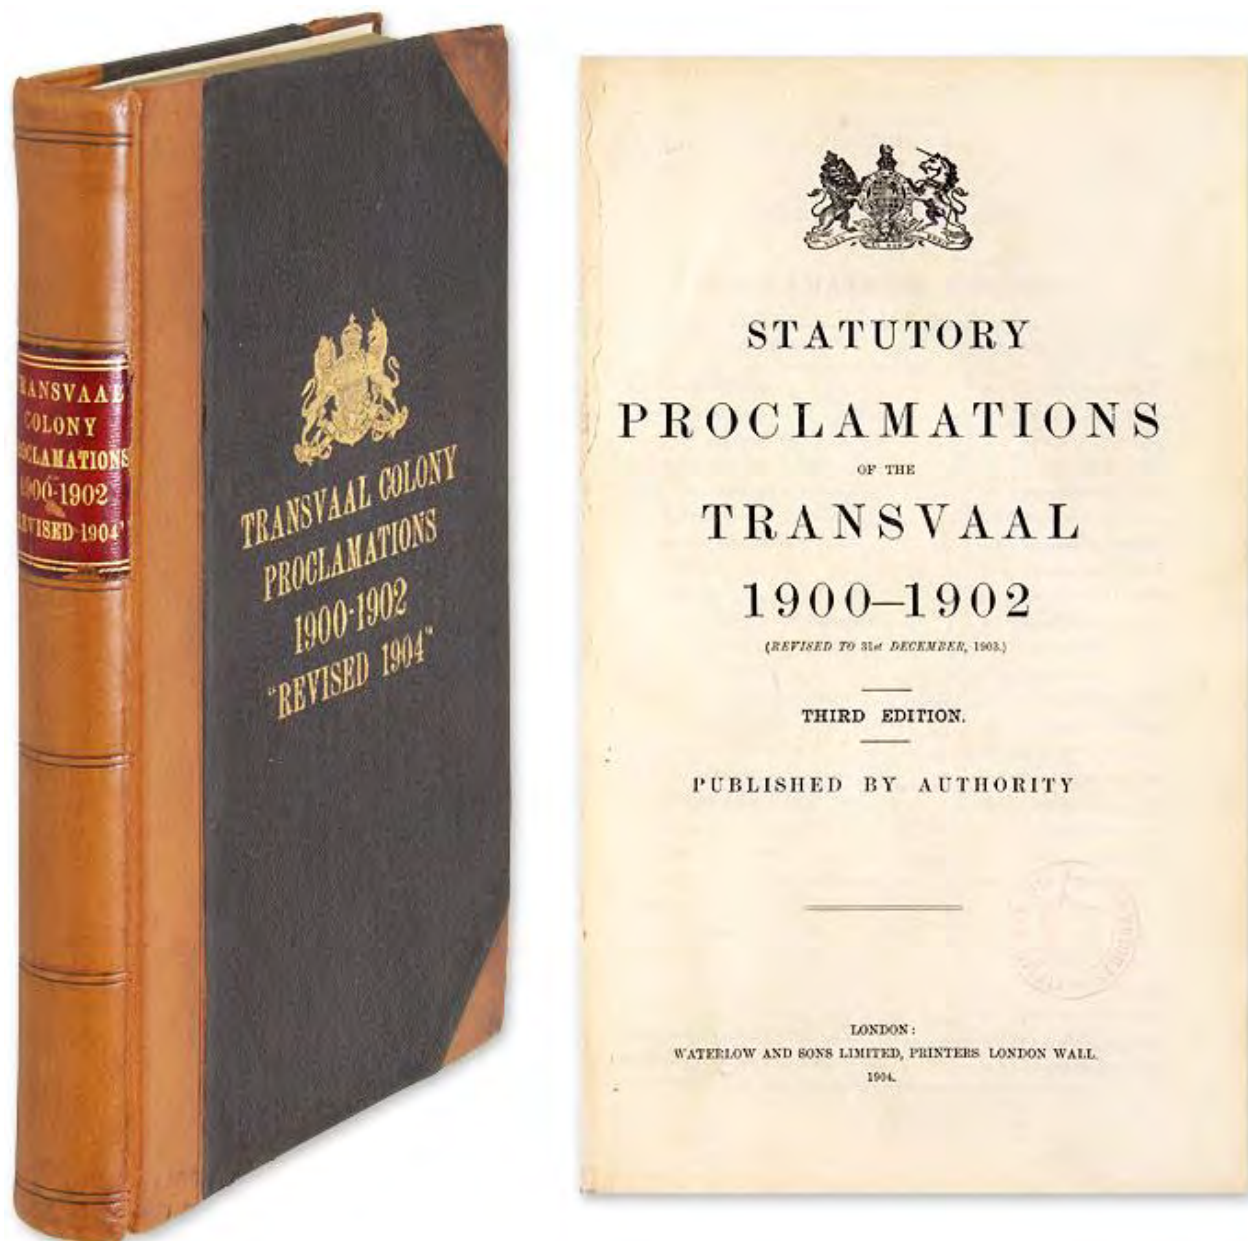 TRANSVAAL
COLONY
PROCLAMATIONS
1900-1902
"REVISED 1904"
TRANSVAAL COLONY
PROCLAMATIONS
1900-1902
"REVISED 1904"
STATUTORY
PROCLAMATIONS
OF THE
TRANSVAAL
1900–1902
(REVISED TO 31st DECEMBER, 1903.)
THIRD EDITION.
PUBLISHED BY AUTHORITY
LONDON:
WATERLOW AND SONS LIMITED, PRINTERS LONDON WALL.
1904.